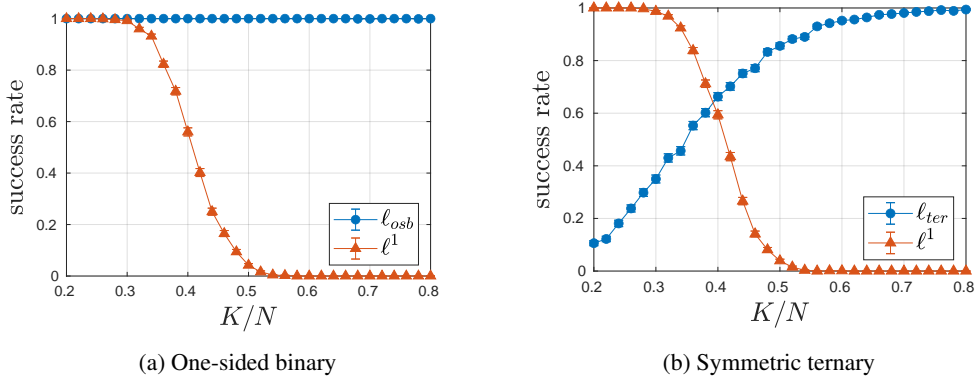 1
0.8
0.6
0.4
0.2
0
success rate
ℓ_osb
ℓ^1
0.2 0.3 0.4 0.5 0.6 0.7 0.8
K/N
(a) One-sided binary
1
0.8
0.6
0.4
0.2
0
success rate
ℓ_ter
ℓ^1
0.2 0.3 0.4 0.5 0.6 0.7 0.8
K/N
(b) Symmetric ternary